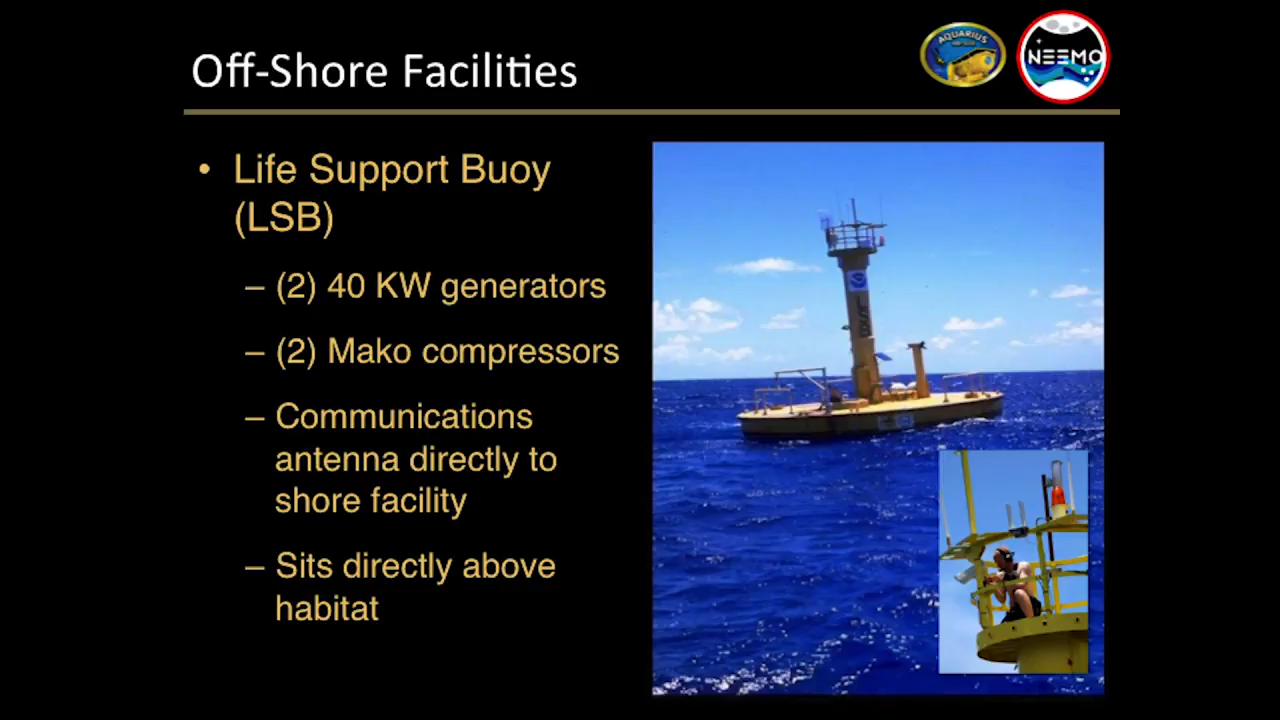 Off-Shore Facilities
AQUARIUS
NEEMO
• Life Support Buoy
(LSB)
– (2) 40 KW generators
– (2) Mako compressors
– Communications
antenna directly to
shore facility
– Sits directly above
habitat
LSB